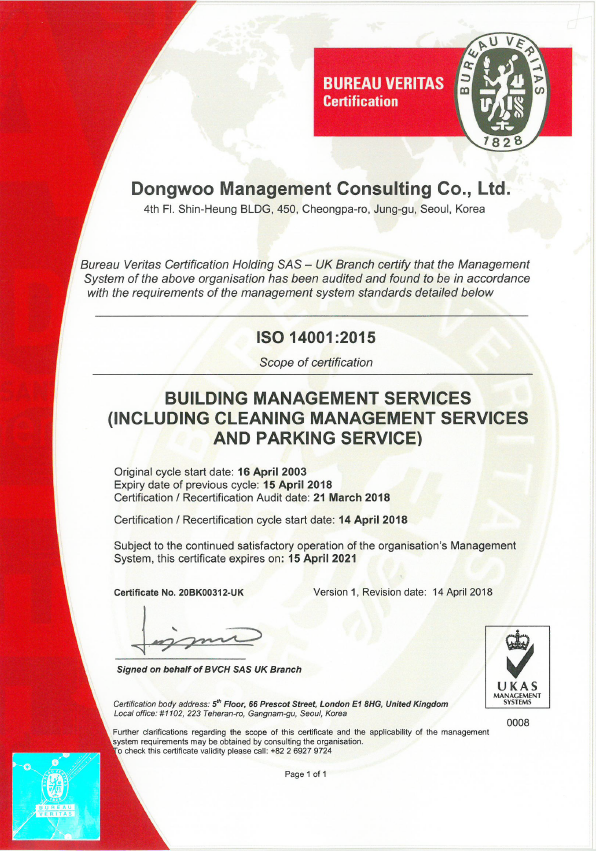 BUREAU VERITAS
Certification
BUREAU VERITAS
1828
Dongwoo Management Consulting Co., Ltd.
4th Fl. Shin-Heung BLDG, 450, Cheongpa-ro, Jung-gu, Seoul, Korea
Bureau Veritas Certification Holding SAS – UK Branch certify that the Management
System of the above organisation has been audited and found to be in accordance
with the requirements of the management system standards detailed below
ISO 14001:2015
Scope of certification
BUILDING MANAGEMENT SERVICES
(INCLUDING CLEANING MANAGEMENT SERVICES
AND PARKING SERVICE)
Original cycle start date: 16 April 2003
Expiry date of previous cycle: 15 April 2018
Certification / Recertification Audit date: 21 March 2018
Certification / Recertification cycle start date: 14 April 2018
Subject to the continued satisfactory operation of the organisation's Management
System, this certificate expires on: 15 April 2021
Certificate No. 20BK00312-UK Version 1, Revision date: 14 April 2018
Signed on behalf of BVCH SAS UK Branch
UKAS
MANAGEMENT
SYSTEMS
0008
Certification body address: 5th Floor, 66 Prescot Street, London E1 8HG, United Kingdom
Local office: #1102, 223 Teheran-ro, Gangnam-gu, Seoul, Korea
Further clarifications regarding the scope of this certificate and the applicability of the management
system requirements may be obtained by consulting the organisation.
To check this certificate validity please call: +82 2 6927 9724
Page 1 of 1
BUREAU
VERITAS